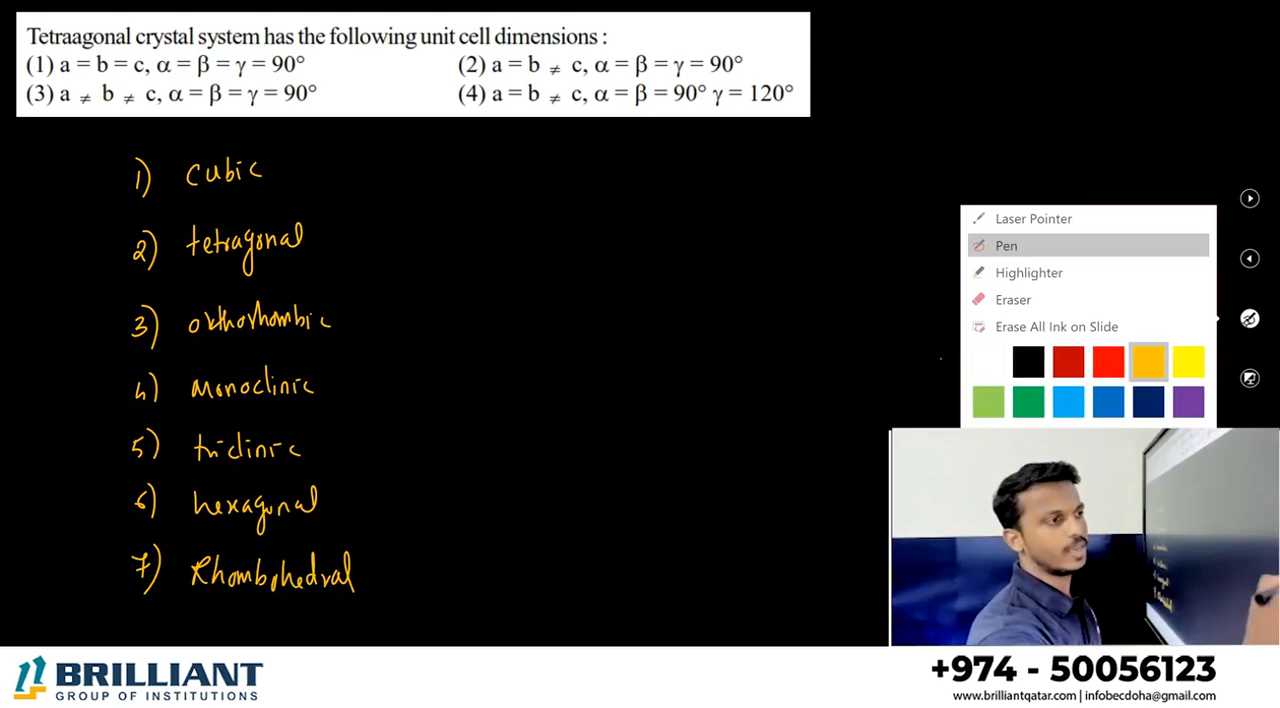 Tetraagonal crystal system has the following unit cell dimensions :
(1) a = b = c, α = β = γ = 90° (2) a = b ≠ c, α = β = γ = 90°
(3) a ≠ b ≠ c, α = β = γ = 90° (4) a = b ≠ c, α = β = 90° γ = 120°
1) cubic
2) tetragonal
3) orthorhombic
4) Monoclinic
5) triclinic
6) hexagonal
7) Rhombohedral
Laser Pointer
Pen
Highlighter
Eraser
Erase All Ink on Slide
BRILLIANT
GROUP OF INSTITUTIONS
+974 - 50056123
www.brilliantqatar.com | infobecdoha@gmail.com